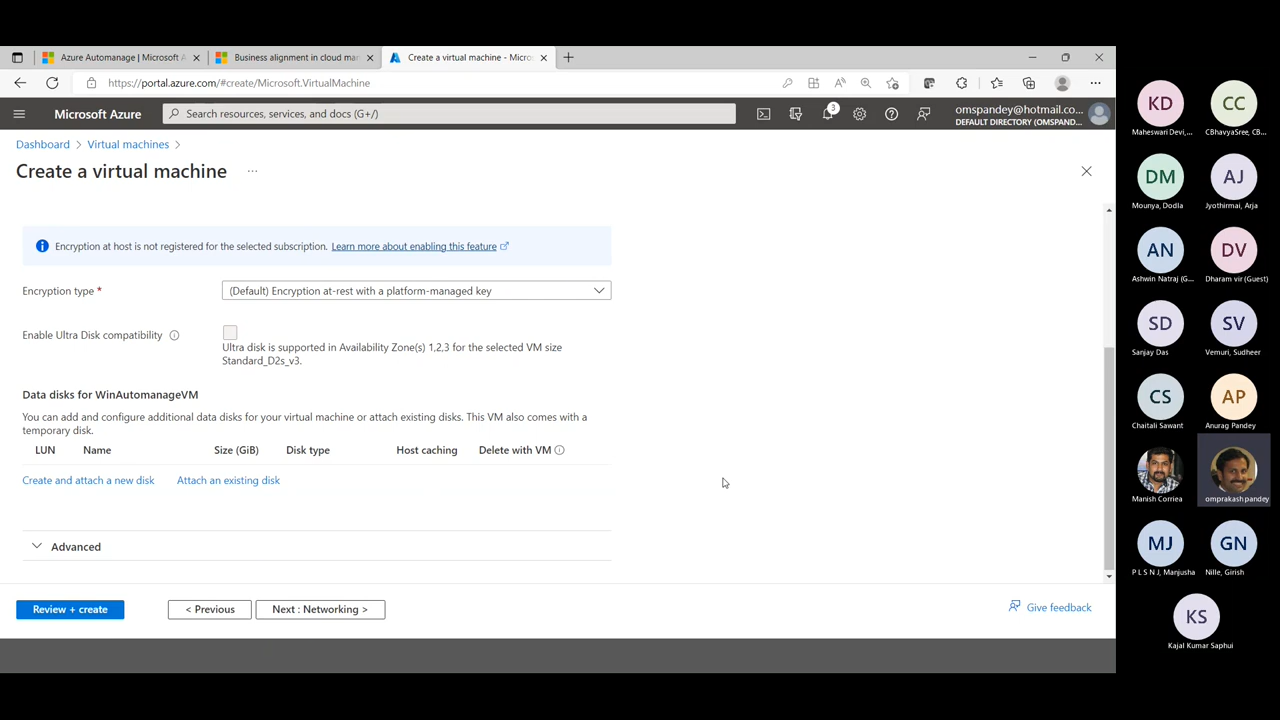 Azure Automanage | Microsoft A
Business alignment in cloud mar
Create a virtual machine - Micros
https://portal.azure.com/#create/Microsoft.VirtualMachine
Microsoft Azure
Search resources, services, and docs (G+/)
3
omspandey@hotmail.co...
DEFAULT DIRECTORY (OMSPAND...
Dashboard > Virtual machines >
Create a virtual machine ...
Encryption at host is not registered for the selected subscription. Learn more about enabling this feature
Encryption type *
(Default) Encryption at-rest with a platform-managed key
Enable Ultra Disk compatibility
Ultra disk is supported in Availability Zone(s) 1,2,3 for the selected VM size
Standard_D2s_v3.
Data disks for WinAutomanageVM
You can add and configure additional data disks for your virtual machine or attach existing disks. This VM also comes with a
temporary disk.
LUN Name Size (GiB) Disk type Host caching Delete with VM
Create and attach a new disk Attach an existing disk
Advanced
Review + create < Previous Next : Networking > Give feedback
KD CC
Maheswari Devi,... CBhavyaSree, CB...
DM AJ
Mounya, Dodla Jyothirmai, Arja
AN DV
Ashwin Natraj (G... Dharam vir (Guest)
SD SV
Sanjay Das Vemuri, Sudheer
CS AP
Chaitali Sawant Anurag Pandey
Manish Corriea omprakash pandey
MJ GN
P L S N J, Manjusha Nille, Girish
KS
Kajal Kumar Saphui